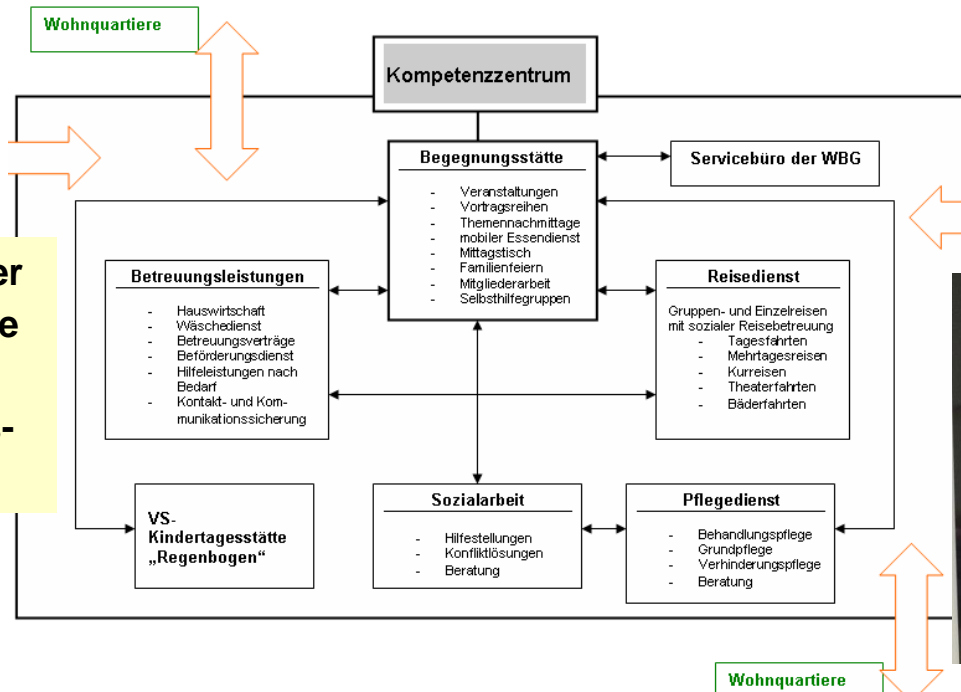 Wohnquartiere
Kompetenzzentrum
Begegnungsstätte
- Veranstaltungen
- Vortragsreihen
- Themennachmittage
- mobiler Essendienst
- Mittagstisch
- Familienfeiern
- Mitgliederarbeit
- Selbsthilfegruppen
Servicebüro der WBG
er
e
-
Betreuungsleistungen
- Hauswirtschaft
- Wäschedienst
- Betreuungsverträge
- Beförderungsdienst
- Hilfeleistungen nach
Bedarf
- Kontakt- und Kom-
munikationssicherung
Reisedienst
Gruppen- und Einzelreisen
mit sozialer Reisebetreuung
- Tagesfahrten
- Mehrtagesreisen
- Kurreisen
- Theaterfahrten
- Bäderfahrten
VS-
Kindertagesstätte
„Regenbogen“
Sozialarbeit
- Hilfestellungen
- Konfliktlösungen
- Beratung
Pflegedienst
- Behandlungspflege
- Grundpflege
- Verhinderungspflege
- Beratung
Wohnquartiere